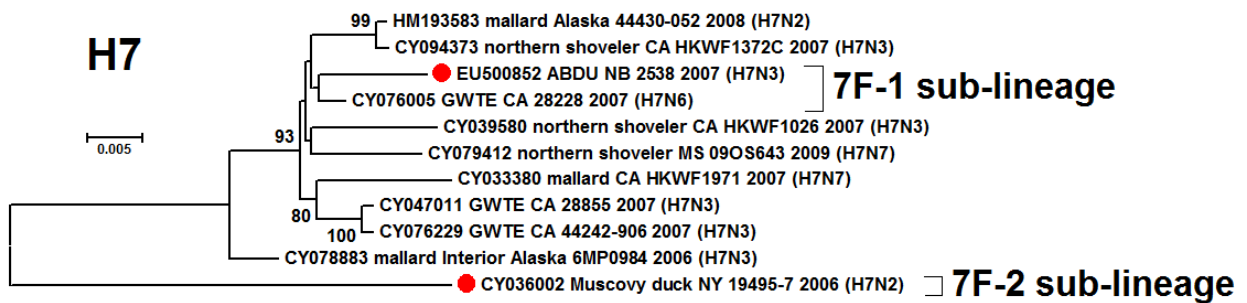 H7
0.005
99
HM193583 mallard Alaska 44430-052 2008 (H7N2)
CY094373 northern shoveler CA HKWF1372C 2007 (H7N3)
EU500852 ABDU NB 2538 2007 (H7N3)
CY076005 GWTE CA 28228 2007 (H7N6)
7F-1 sub-lineage
93
CY039580 northern shoveler CA HKWF1026 2007 (H7N3)
CY079412 northern shoveler MS 09OS643 2009 (H7N7)
CY033380 mallard CA HKWF1971 2007 (H7N7)
80
CY047011 GWTE CA 28855 2007 (H7N3)
100
CY076229 GWTE CA 44242-906 2007 (H7N3)
CY078883 mallard Interior Alaska 6MP0984 2006 (H7N3)
CY036002 Muscovy duck NY 19495-7 2006 (H7N2)
7F-2 sub-lineage